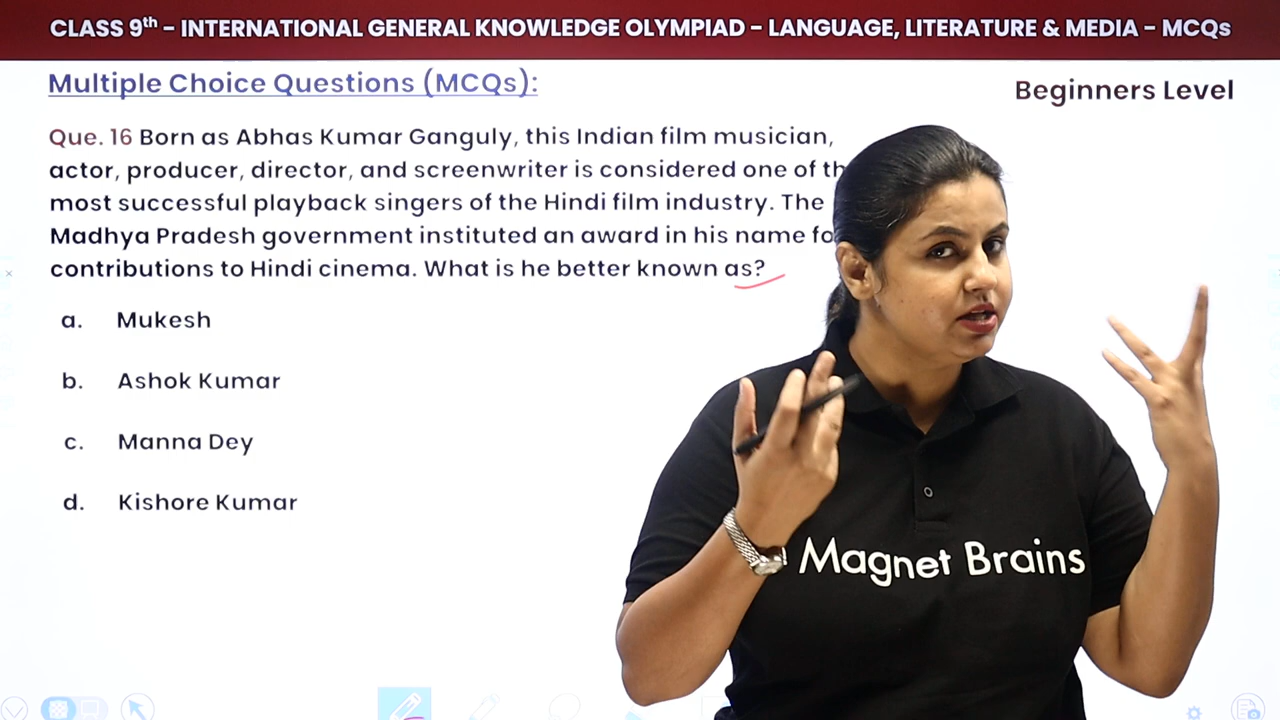 CLASS 9th - INTERNATIONAL GENERAL KNOWLEDGE OLYMPIAD - LANGUAGE, LITERATURE & MEDIA - MCQs
Multiple Choice Questions (MCQs):
Beginners Level
Que. 16 Born as Abhas Kumar Ganguly, this Indian film musician,
actor, producer, director, and screenwriter is considered one of th
most successful playback singers of the Hindi film industry. The
Madhya Pradesh government instituted an award in his name fo
contributions to Hindi cinema. What is he better known as?
a. Mukesh
b. Ashok Kumar
c. Manna Dey
d. Kishore Kumar
Magnet Brains